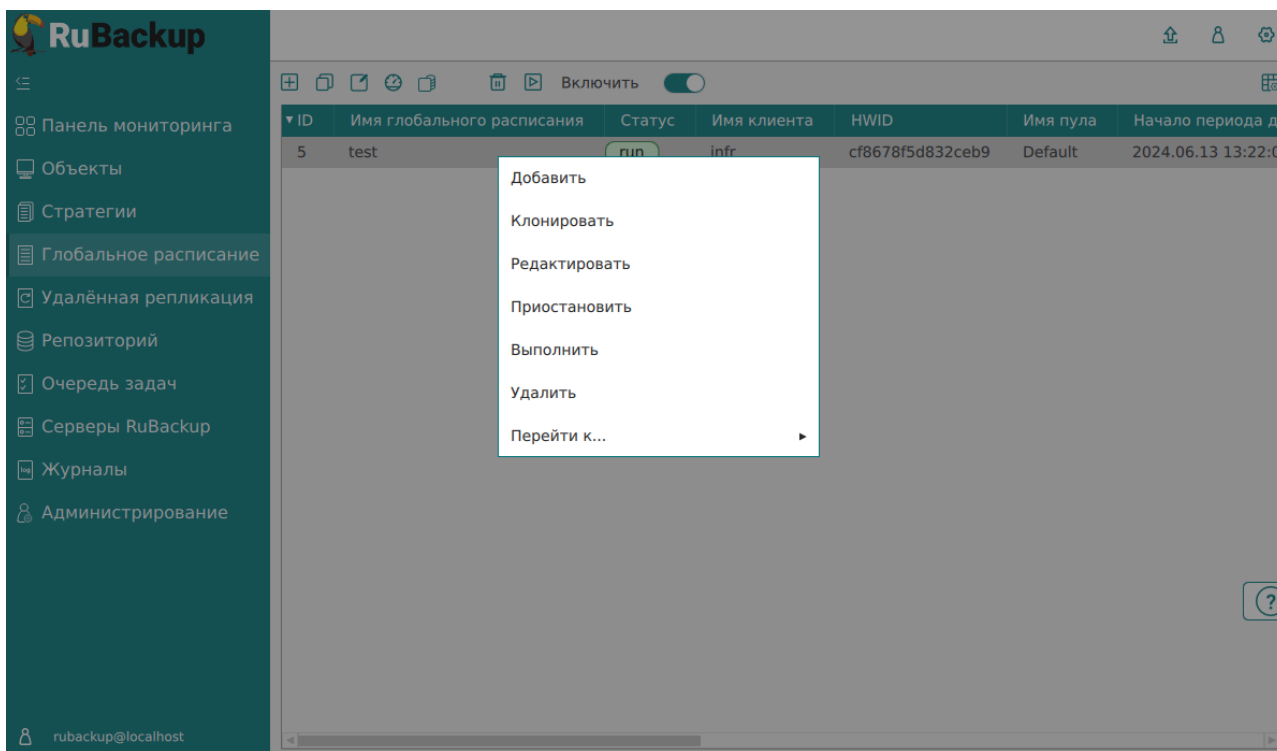 RuBackup
Включить
Панель мониторинга
Объекты
Стратегии
Глобальное расписание
Удалённая репликация
Репозиторий
Очередь задач
Серверы RuBackup
Журналы
Администрирование
rubackup@localhost
ID Имя глобального расписания Статус Имя клиента HWID Имя пула Начало периода д
5 test run infr cf8678f5d832ceb9 Default 2024.06.13 13:22:0
Добавить
Клонировать
Редактировать
Приостановить
Выполнить
Удалить
Перейти к...
?